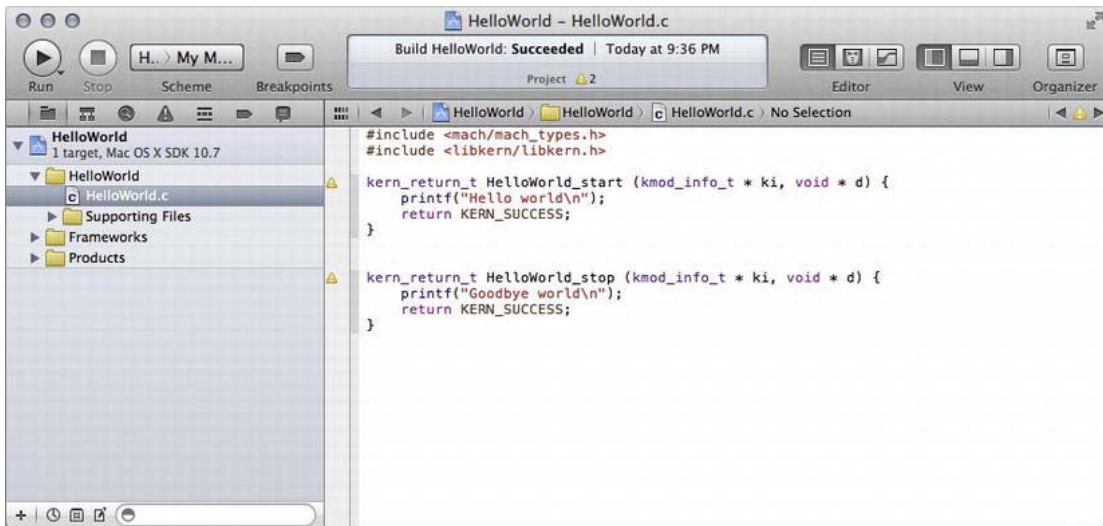 HelloWorld – HelloWorld.c
H.. › My M...
Build HelloWorld: Succeeded | Today at 9:36 PM
Project 2
Run Stop Scheme Breakpoints Editor View Organizer
HelloWorld › HelloWorld › c HelloWorld.c › No Selection
HelloWorld
1 target, Mac OS X SDK 10.7
HelloWorld
c HelloWorld.c
Supporting Files
Frameworks
Products
#include <mach/mach_types.h>
#include <libkern/libkern.h>
kern_return_t HelloWorld_start (kmod_info_t * ki, void * d) {
printf("Hello world\n");
return KERN_SUCCESS;
}
kern_return_t HelloWorld_stop (kmod_info_t * ki, void * d) {
printf("Goodbye world\n");
return KERN_SUCCESS;
}